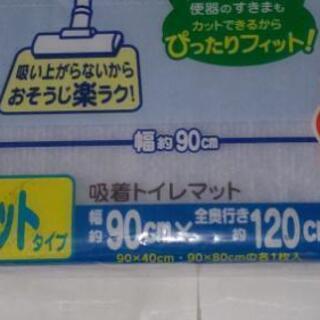 便器のすきまも
カットできるから
ぴったりフィット!
吸い上がらないから
おそうじ楽ラク!
幅約90cm
吸着トイレマット
ットタイプ
幅約90cm×全奥行き約120cm
90×40cm・90×80cmの各1枚入